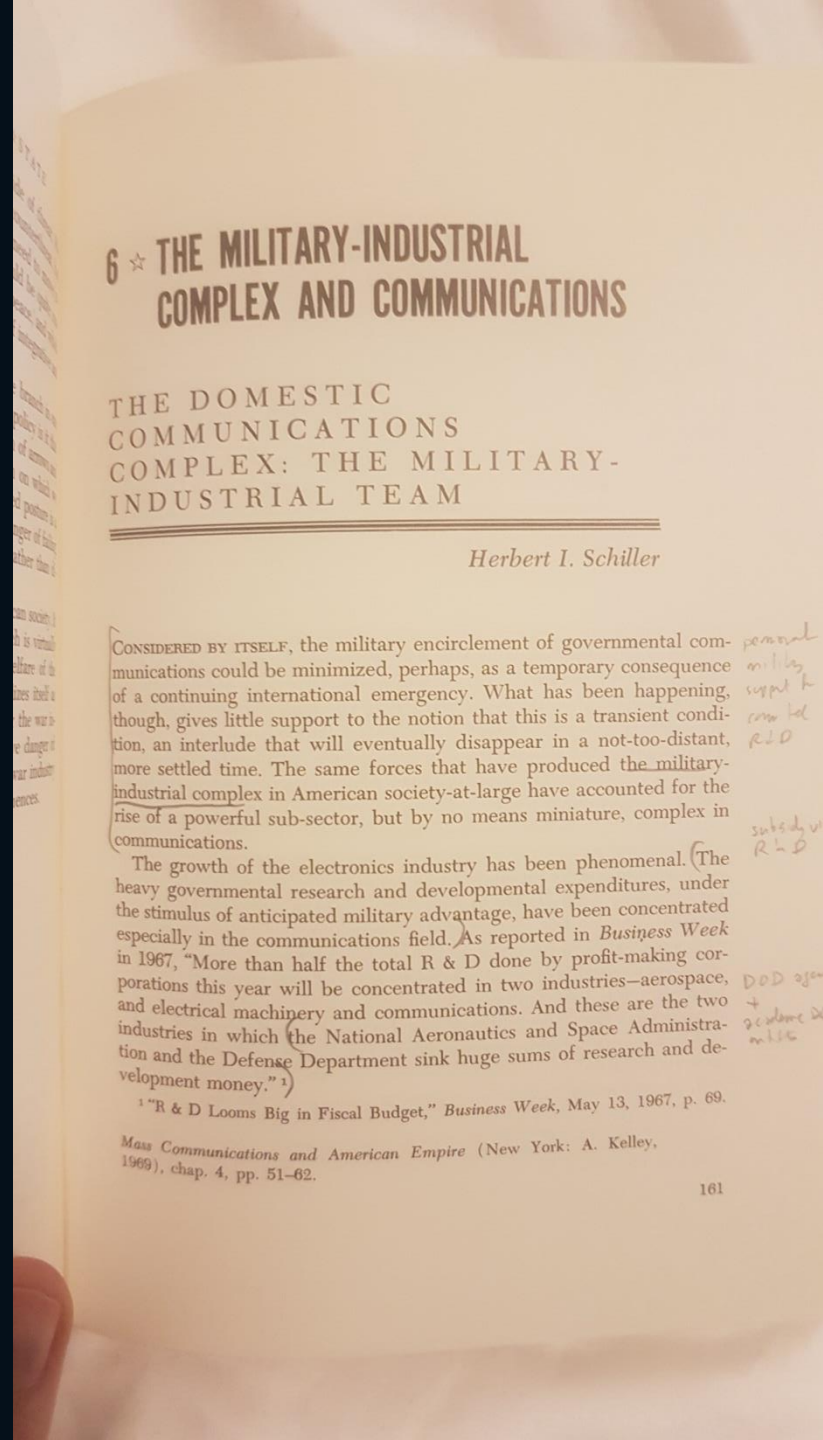 6 ☆ THE MILITARY-INDUSTRIAL
COMPLEX AND COMMUNICATIONS
THE DOMESTIC
COMMUNICATIONS
COMPLEX: THE MILITARY-
INDUSTRIAL TEAM
Herbert I. Schiller
CONSIDERED BY ITSELF, the military encirclement of governmental com-
munications could be minimized, perhaps, as a temporary consequence
of a continuing international emergency. What has been happening,
though, gives little support to the notion that this is a transient condi-
tion, an interlude that will eventually disappear in a not-too-distant,
more settled time. The same forces that have produced the military-
industrial complex in American society-at-large have accounted for the
rise of a powerful sub-sector, but by no means miniature, complex in
communications.
The growth of the electronics industry has been phenomenal. (The
heavy governmental research and developmental expenditures, under
the stimulus of anticipated military advantage, have been concentrated
especially in the communications field.) As reported in Business Week
in 1967, “More than half the total R & D done by profit-making cor-
porations this year will be concentrated in two industries—aerospace,
and electrical machinery and communications. And these are the two
industries in which (the National Aeronautics and Space Administra-
tion and the Defense Department sink huge sums of research and de-
velopment money.” ¹)
¹ “R & D Looms Big in Fiscal Budget,” Business Week, May 13, 1967, p. 69.
Mass Communications and American Empire (New York: A. Kelley,
1969), chap. 4, pp. 51–62.
161
R & D
R & D
DOD